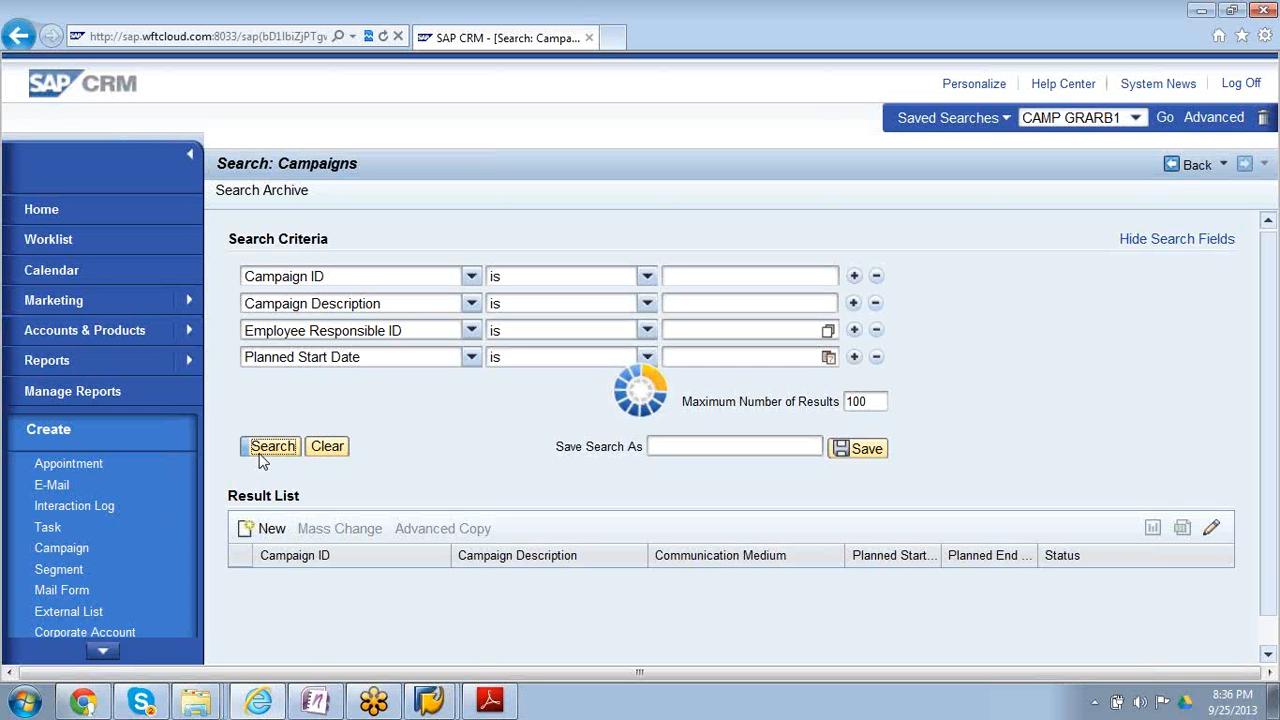 http://sap.wftcloud.com:8033/sap(bD1lbiZjPTgv
SAP CRM - [Search: Campa...
SAP CRM
Personalize
Help Center
System News
Log Off
Saved Searches
CAMP GRARB1
Go
Advanced
Search: Campaigns
Back
Search Archive
Home
Worklist
Calendar
Marketing
Accounts & Products
Reports
Manage Reports
Create
Appointment
E-Mail
Interaction Log
Task
Campaign
Segment
Mail Form
External List
Corporate Account
Search Criteria
Hide Search Fields
Campaign ID is
Campaign Description is
Employee Responsible ID is
Planned Start Date is
Maximum Number of Results 100
Search Clear
Save Search As
Save
Result List
New Mass Change Advanced Copy
Campaign ID Campaign Description Communication Medium Planned Start... Planned End ... Status
8:36 PM
9/25/2013